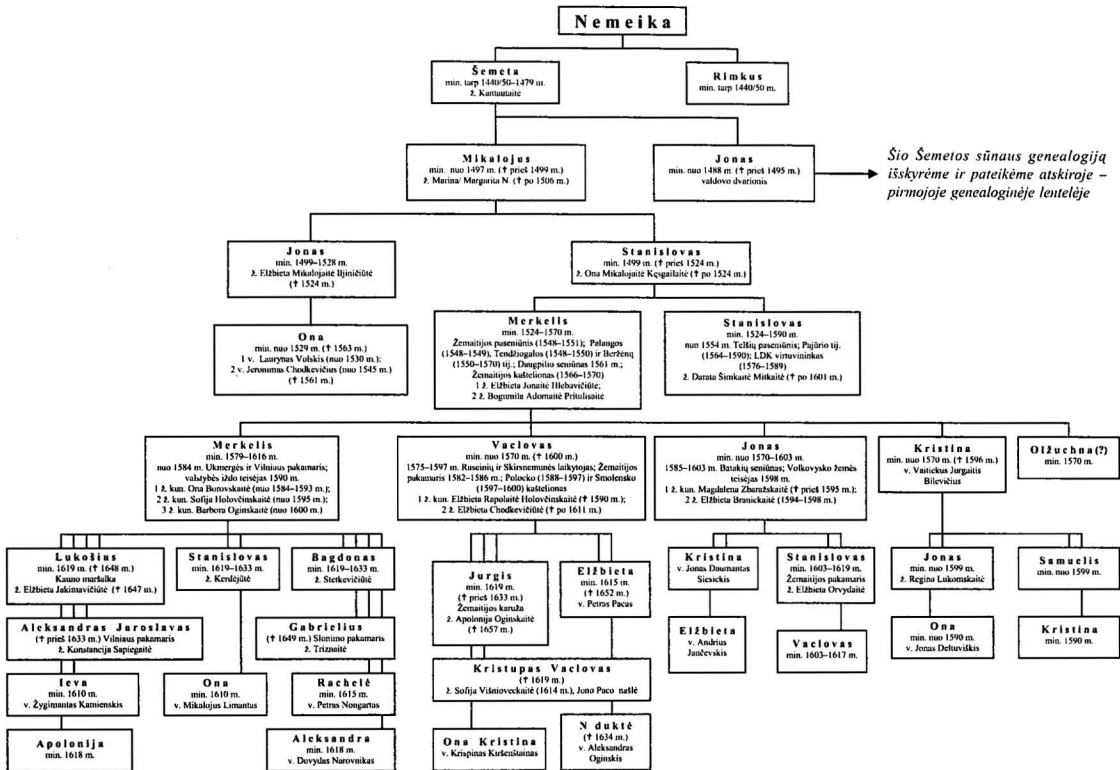 Nemeika
Šemeta
min. tarp 1440/50–1479 m.
ž. Kantautaitė
Rimkus
min. tarp 1440/50 m.
Mikalojus
min. nuo 1497 m. († prieš 1499 m.)
ž. Marina/ Margarita N. († po 1506 m.)
Jonas
min. nuo 1488 m. († prieš 1495 m.)
valdovo dvarionis
Šio Šemetos sūnaus genealogiją
išskyrėme ir pateikėme atskiroje –
pirmojoje genealoginėje lentelėje
Jonas
min. 1499–1528 m.
ž. Elžbieta Mikalojaitė Iljiničiūtė
(† 1524 m.)
Stanislovas
min. 1499 m. († prieš 1524 m.)
ž. Ona Mikalojaitė Kęsgailaitė († po 1524 m.)
Ona
min. nuo 1529 m. († 1563 m.)
1 v. Laurynas Volskis (nuo 1530 m.);
2 v. Jeronimas Chodkevičius (nuo 1545 m.)
(† 1561 m.)
Merkelis
min. 1524–1570 m.
Žemaitijos paseniūnis (1548–1551); Palangos
(1548–1549), Tendžiogalos (1548–1550) ir Beržėnų
(1550–1570) tij.; Daugpilio seniūnas 1561 m.;
Žemaitijos kaštelionas (1566–1570)
1 ž. Elžbieta Jonaitė Hlebavičiūtė;
2 ž. Bogumila Adomaitė Pritulisaitė
Stanislovas
min. 1524–1590 m.
nuo 1554 m. Telšių paseniūnis; Pajūrio tij.
(1564–1590); LDK virtuvininkas
(1576–1589)
ž. Darata Šimkaitė Mitkaitė († po 1601 m.)
Merkelis
min. 1579–1616 m.
nuo 1584 m. Ukmergės ir Vilniaus pakamaris;
valstybės iždo teisėjas 1590 m.
1 ž. kun. Ona Borovskaitė (nuo 1584–1593 m.);
2 ž. kun. Sofija Holovčinskaitė (nuo 1595 m.);
3 ž. kun. Barbora Oginskaitė (nuo 1600 m.)
Vaclovas
min. nuo 1570 m. († 1600 m.)
1575–1597 m. Raseinių ir Skirsnemunės laikytojas; Žemaitijos
pakamaris 1582–1586 m.; Polocko (1588–1597) ir Smolensko
(1597–1600) kaštelionas
1 ž. kun. Elžbieta Rapolaitė Holovčinskaitė († 1590 m.);
2 ž. Elžbieta Chodkevičiūtė († po 1611 m.)
Jonas
min. nuo 1570–1603 m.
1585–1603 m. Batakių seniūnas; Volkovysko žemės
teisėjas 1598 m.
1 ž. kun. Magdalena Zbaražskaitė († prieš 1595 m.);
2 ž. Elžbieta Branickaitė (1594–1598 m.)
Kristina
min. nuo 1570 m. († 1596 m.)
v. Vaitiekus Jurgaitis
Bilevičius
Olžuchna(?)
min. 1570 m.
Lukošius
min. 1619 m. († 1648 m.)
Kauno maršalka
ž. Elžbieta Jakimavičiūtė († 1647 m.)
Stanislovas
min. 1619–1633 m.
ž. Kerdėjūtė
Bagdonas
min. 1619–1633 m.
ž. Stetkevičiūtė
Jurgis
min. 1619 m.
(† prieš 1633 m.)
Žemaitijos karuža
ž. Apolonija Oginskaitė
(† 1657 m.)
Elžbieta
min. 1615 m.
(† 1652 m.)
v. Petras Pacas
Kristina
v. Jonas Daumantas
Siesickis
Stanislovas
min. 1603–1619 m.
Žemaitijos pakamaris
ž. Elžbieta Orvydaitė
Jonas
min. nuo 1599 m.
ž. Regina Lukomskaitė
Samuelis
min. nuo 1599 m.
Aleksandras Jaroslavas
(† prieš 1633 m.) Vilniaus pakamaris
ž. Konstancija Sapiegaitė
Gabrielius
(† 1649 m.) Slonimo pakamaris
ž. Triznaitė
Elžbieta
v. Andrius
Jančevskis
Vaclovas
min. 1603–1617 m.
Ona
min. nuo 1590 m.
v. Jonas Deltuviškis
Kristina
min. 1590 m.
Kristupas Vaclovas
(† 1619 m.)
ž. Sofija Višnioveckaitė (1614 m.), Jono Paco našlė
Ieva
min. 1610 m.
v. Žygimantas Kamienskis
Ona
min. 1610 m.
v. Mikalojus Limantas
Rachelė
min. 1615 m.
v. Petras Nongartas
Apolonija
min. 1618 m.
Aleksandra
min. 1618 m.
v. Dovydas Narovnikas
Ona Kristina
v. Krispinas Kiršenštainas
N duktė
(† 1634 m.)
v. Aleksandras
Oginskis